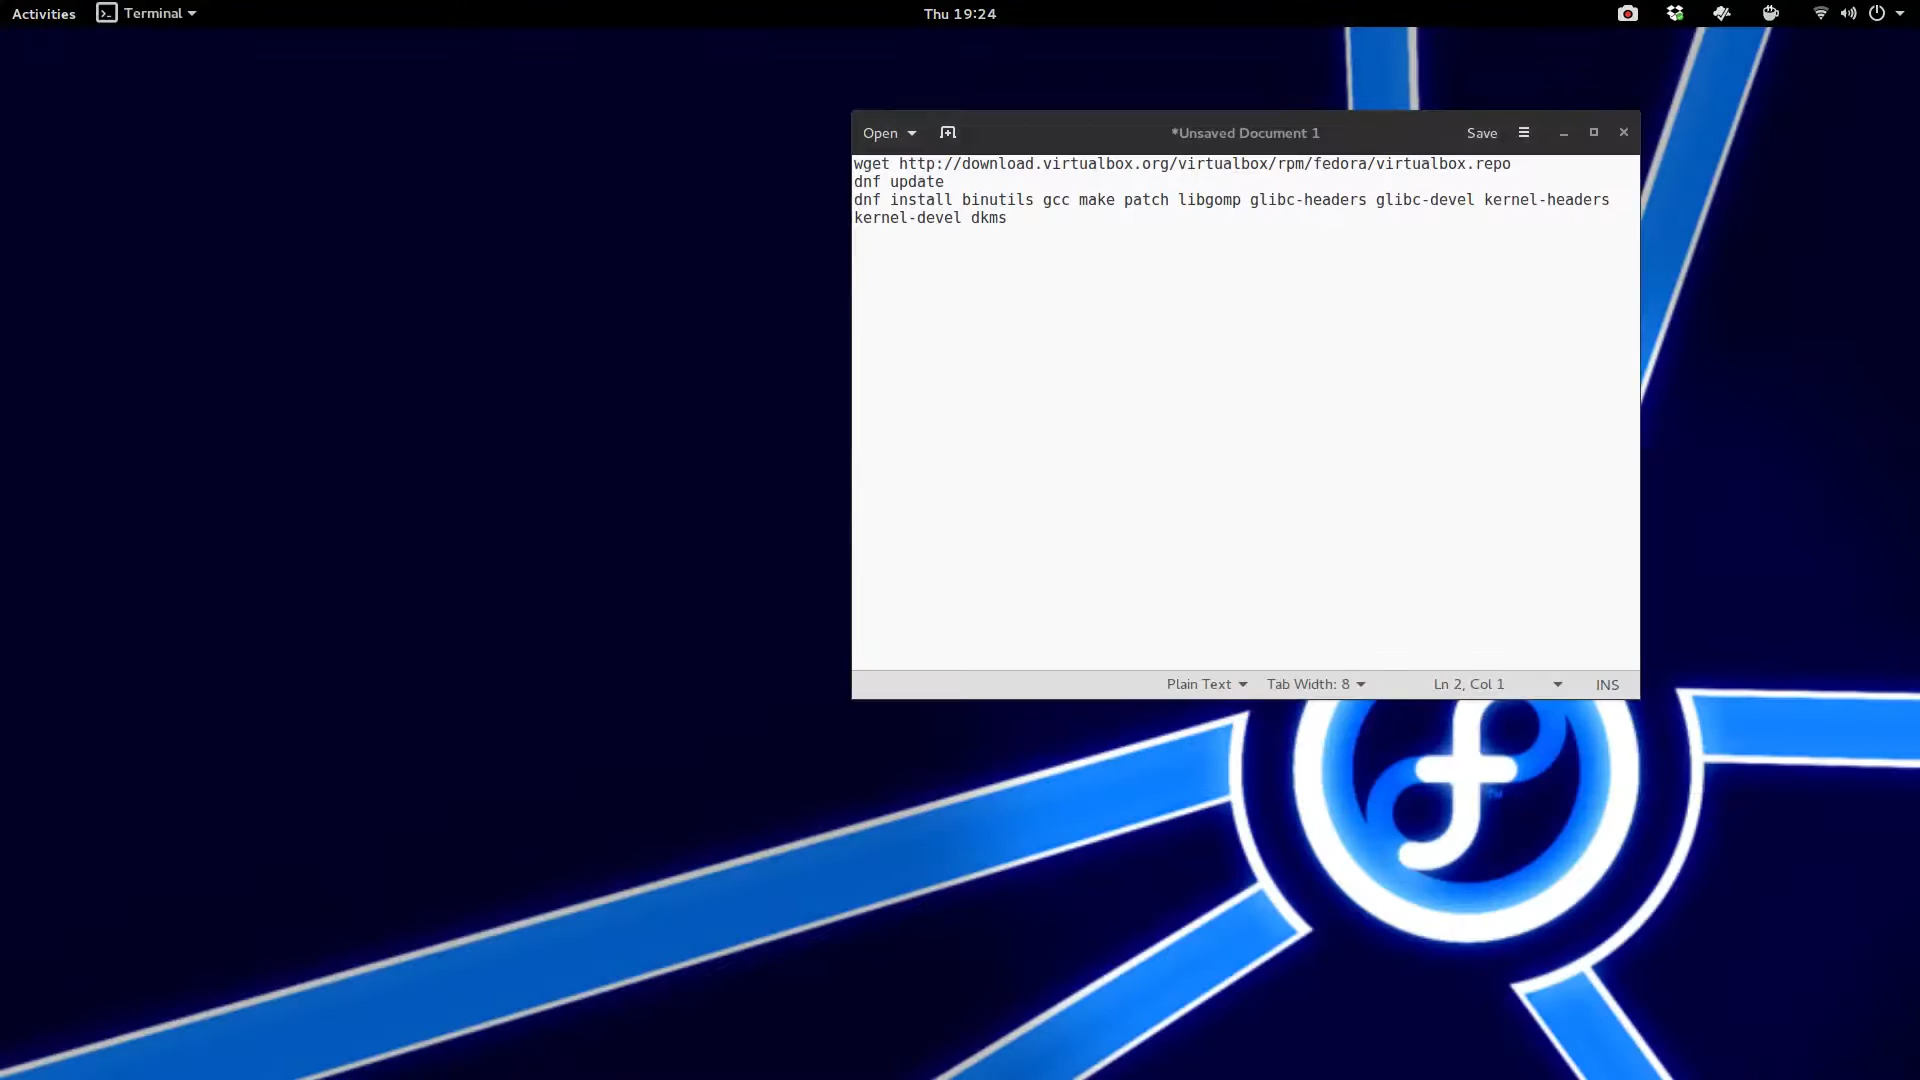 Activities Terminal Thu 19:24
Open *Unsaved Document 1 Save
wget http://download.virtualbox.org/virtualbox/rpm/fedora/virtualbox.repo
dnf update
dnf install binutils gcc make patch libgomp glibc-headers glibc-devel kernel-headers
kernel-devel dkms
Plain Text Tab Width: 8 Ln 2, Col 1 INS
TM